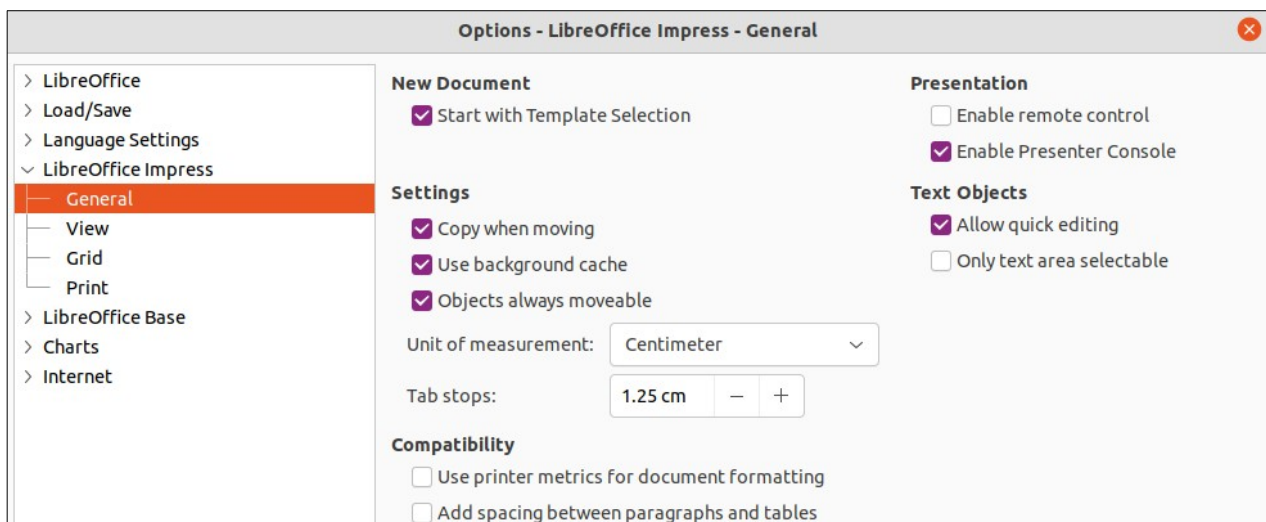 Options - LibreOffice Impress - General
LibreOffice
Load/Save
Language Settings
LibreOffice Impress
General
View
Grid
Print
LibreOffice Base
Charts
Internet
New Document
Start with Template Selection
Settings
Copy when moving
Use background cache
Objects always moveable
Unit of measurement: Centimeter
Tab stops: 1.25 cm − +
Compatibility
Use printer metrics for document formatting
Add spacing between paragraphs and tables
Presentation
Enable remote control
Enable Presenter Console
Text Objects
Allow quick editing
Only text area selectable